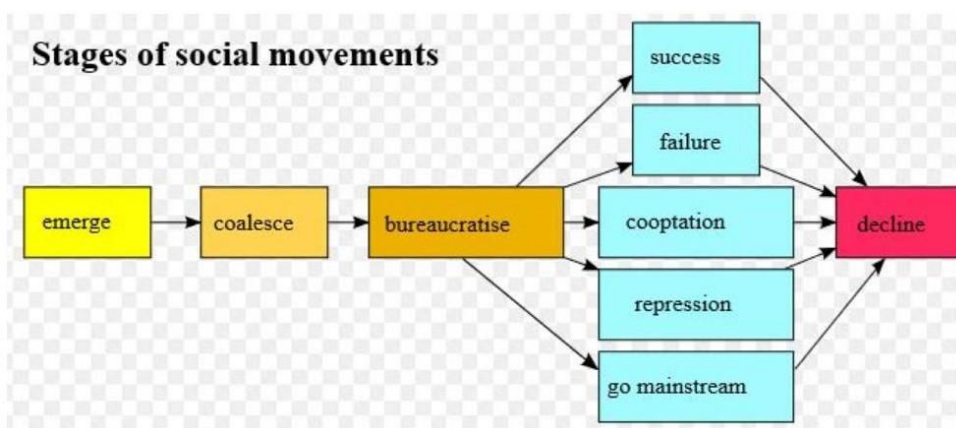 Stages of social movements
emerge
coalesce
bureaucratise
success
failure
cooptation
repression
go mainstream
decline